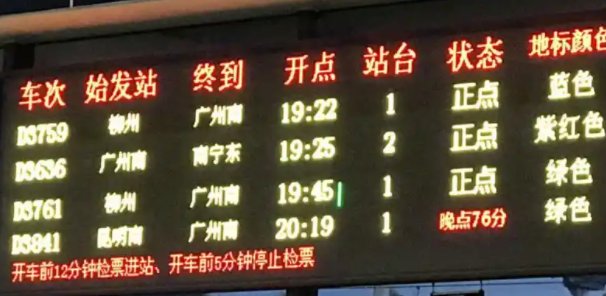 车次 始发站 终到 开点 站台 状态 地标颜色
D3759 柳州 广州南 19:22 1 正点 蓝色
D3636 广州南 南宁东 19:25 2 正点 紫红色
D3761 柳州 广州南 19:45 1 正点 绿色
D3941 昆明南 广州南 20:19 1 晚点76分 绿色
开车前12分钟检票进站、开车前5分钟停止检票